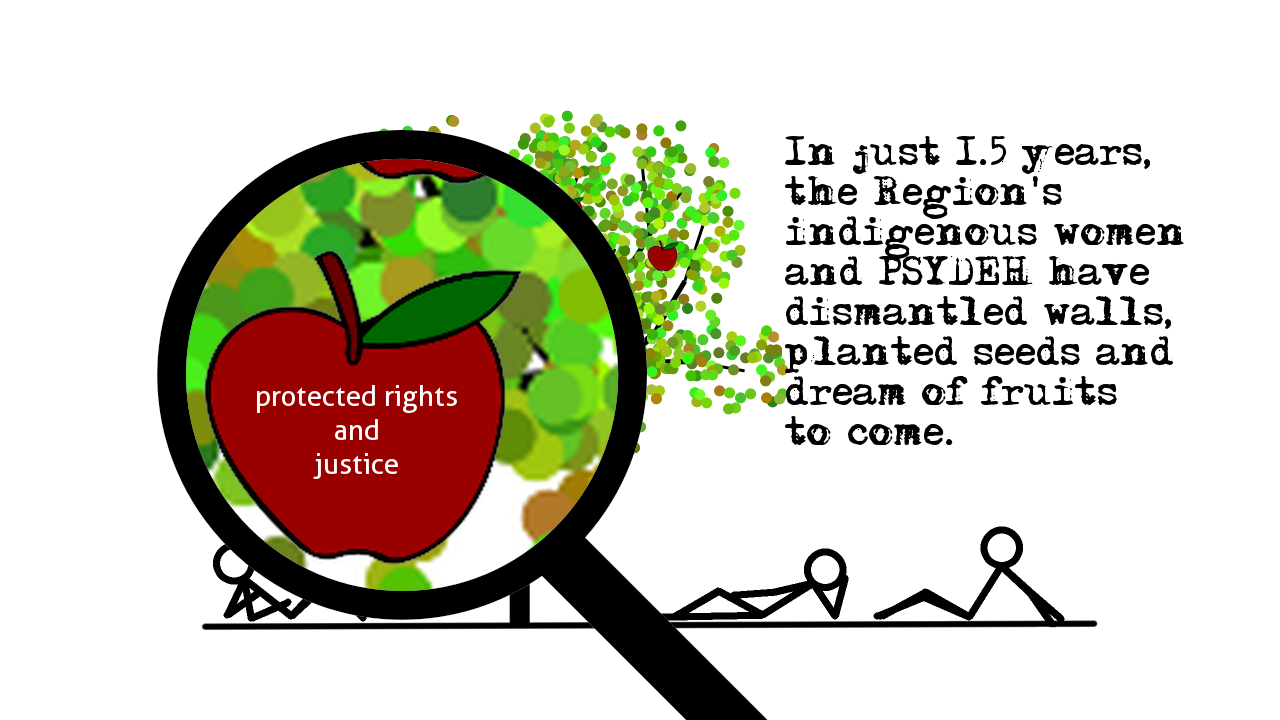 In just 1.5 years,
the Region's
indigenous women
and PSYDEH have
dismantled walls,
planted seeds and
dream of fruits
to come.
protected rights
and
justice